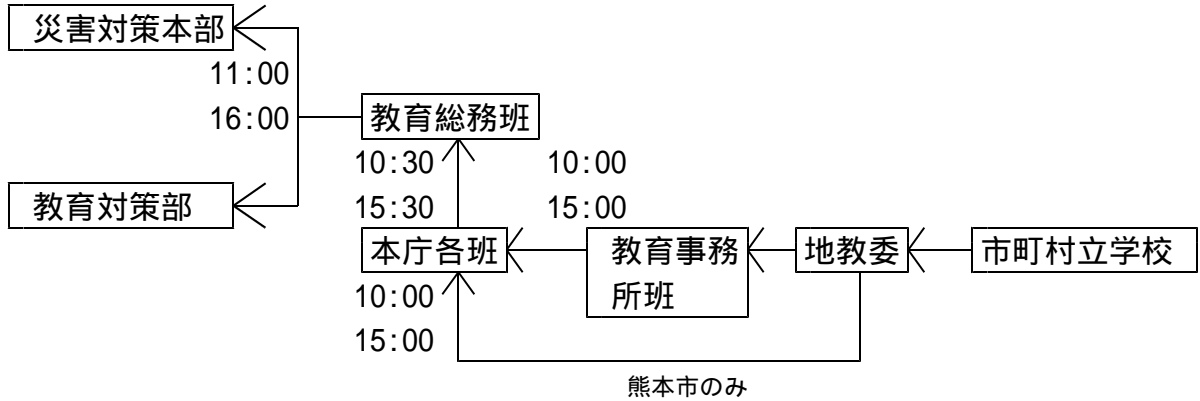 災害対策本部
11:00
16:00
教育総務班
教育対策部
10:30
15:30
10:00
15:00
本庁各班
教育事務
所班
地教委
市町村立学校
10:00
15:00
熊本市のみ